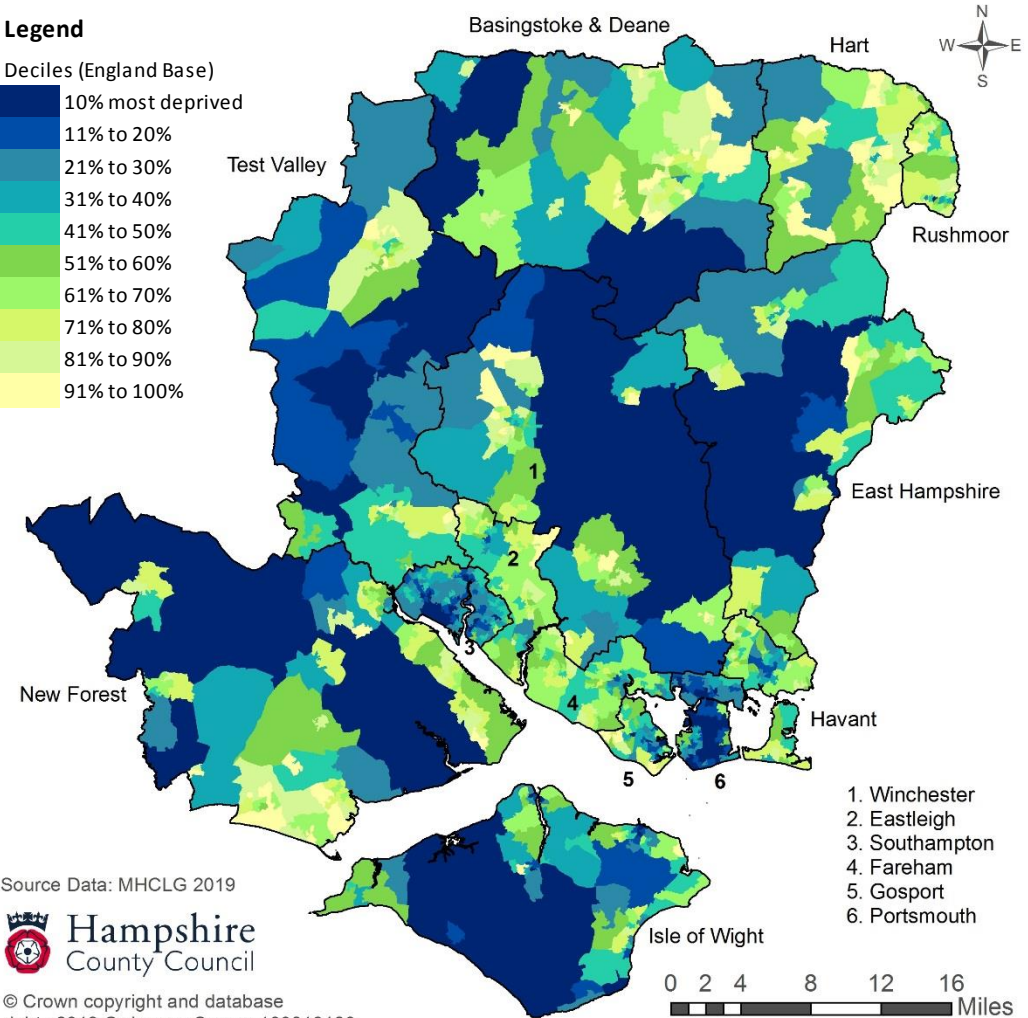 Legend
Deciles (England Base)
10% most deprived
11% to 20%
21% to 30%
31% to 40%
41% to 50%
51% to 60%
61% to 70%
71% to 80%
81% to 90%
91% to 100%
Basingstoke & Deane
Hart
N
W E
S
Test Valley
Rushmoor
1
East Hampshire
2
3
New Forest
4
Havant
5
6
1. Winchester
2. Eastleigh
3. Southampton
4. Fareham
5. Gosport
6. Portsmouth
Isle of Wight
Source Data: MHCLG 2019
Hampshire
County Council
0 2 4 8 12 16
Miles
© Crown copyright and database